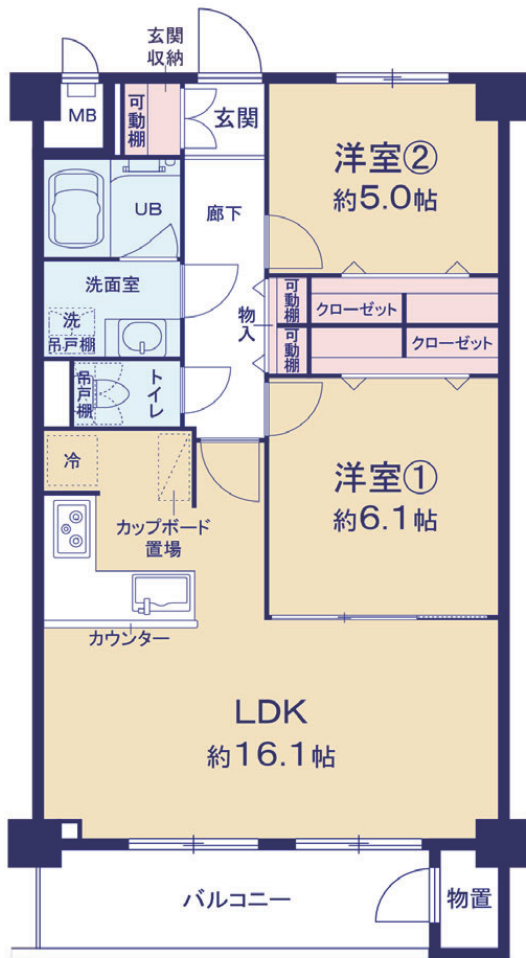 玄関
収納
MB
可動棚
玄関
洋室②
約5.0帖
UB
廊下
洗面室
洗
吊戸棚
物入
可動棚
クローゼット
可動棚
クローゼット
吊戸棚
トイレ
冷
洋室①
約6.1帖
カップボード
置場
カウンター
LDK
約16.1帖
バルコニー
物置